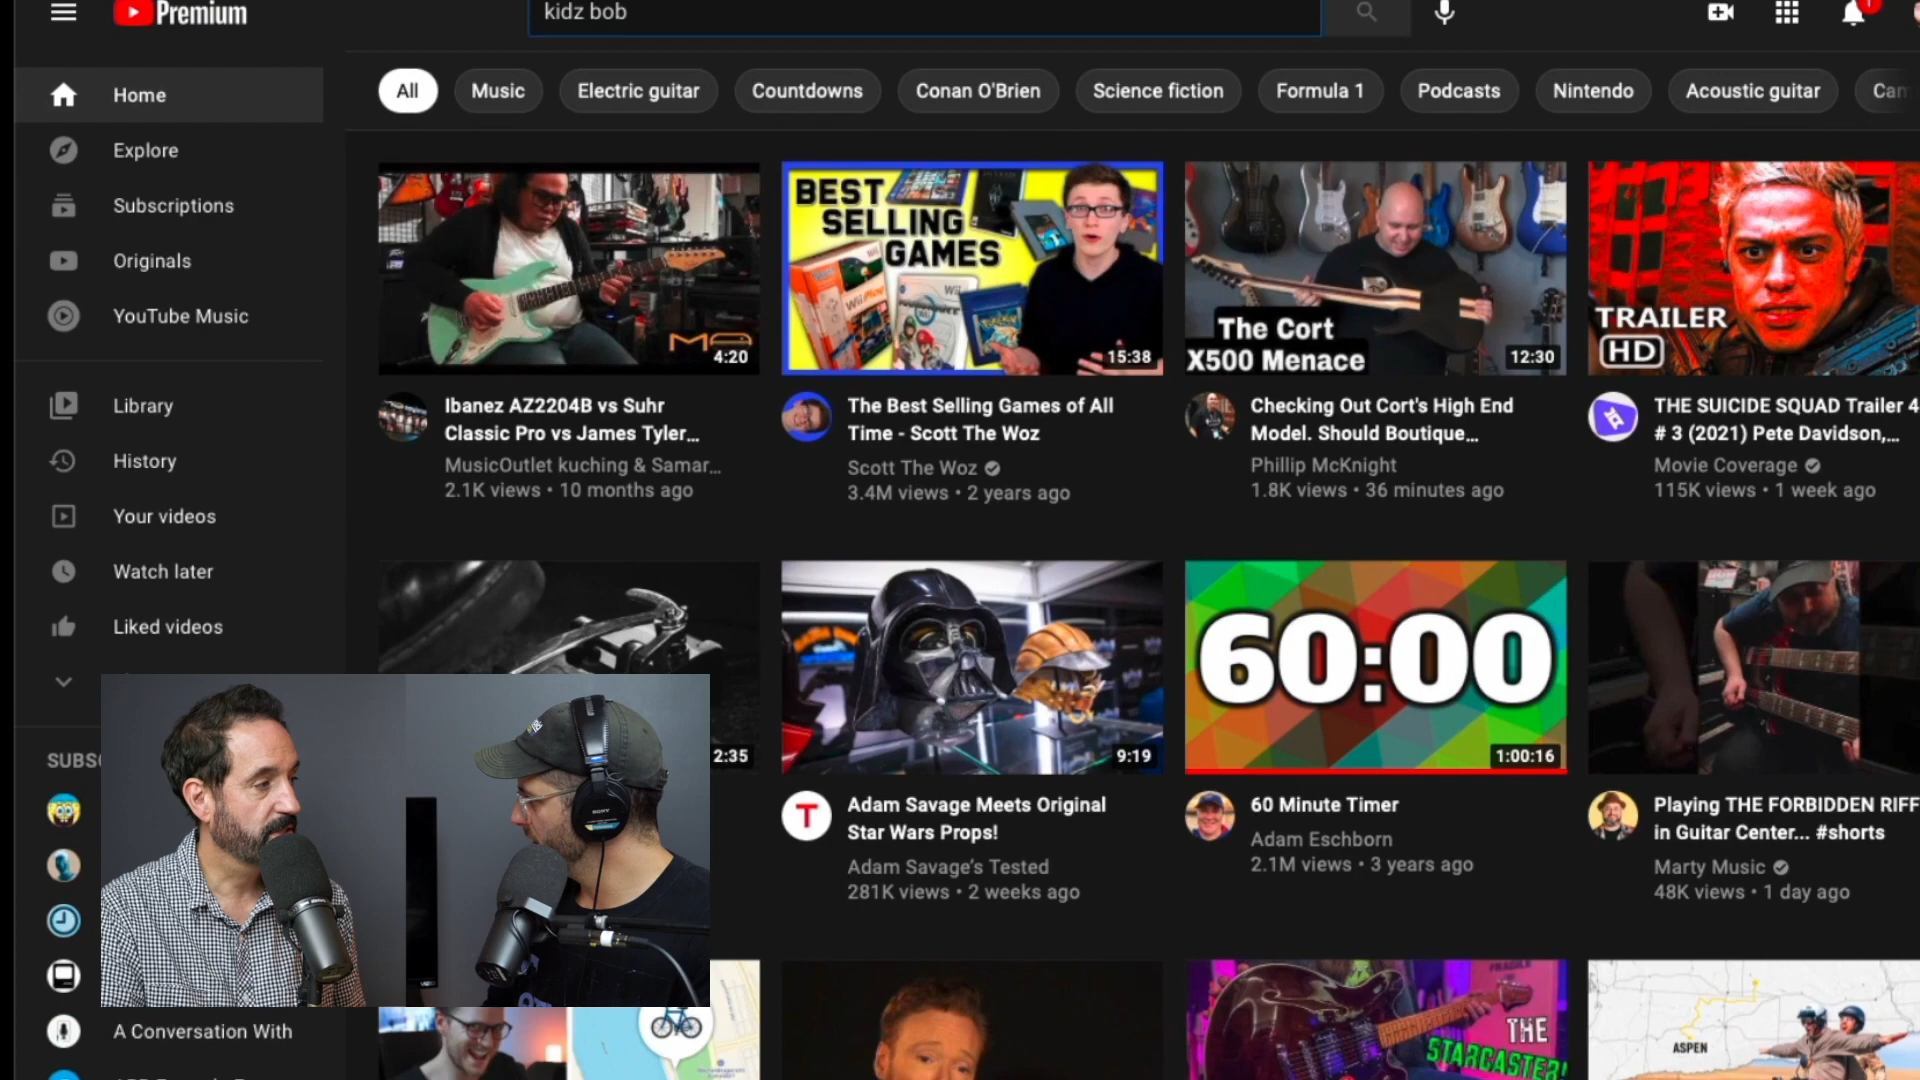 Premium
kidz bob
1
Home
Explore
Subscriptions
Originals
YouTube Music
Library
History
Your videos
Watch later
Liked videos
A Conversation With
All
Music
Electric guitar
Countdowns
Conan O'Brien
Science fiction
Formula 1
Podcasts
Nintendo
Acoustic guitar
4:20
Ibanez AZ2204B vs Suhr
Classic Pro vs James Tyler...
MusicOutlet kuching & Samar...
2.1K views • 10 months ago
BEST
SELLING
GAMES
Wii
15:38
The Best Selling Games of All
Time - Scott The Woz
Scott The Woz
3.4M views • 2 years ago
The Cort
X500 Menace
12:30
Checking Out Cort's High End
Model. Should Boutique...
Phillip McKnight
1.8K views • 36 minutes ago
TRAILER
HD
THE SUICIDE SQUAD Trailer 4
# 3 (2021) Pete Davidson,...
Movie Coverage
115K views • 1 week ago
2:35
SONY
9:19
T
Adam Savage Meets Original
Star Wars Props!
Adam Savage's Tested
281K views • 2 weeks ago
60:00
1:00:16
60 Minute Timer
Adam Eschborn
2.1M views • 3 years ago
Playing THE FORBIDDEN RIFF
in Guitar Center... #shorts
Marty Music
48K views • 1 day ago
FRAGILE
THE
STARCASTER!
ASPEN